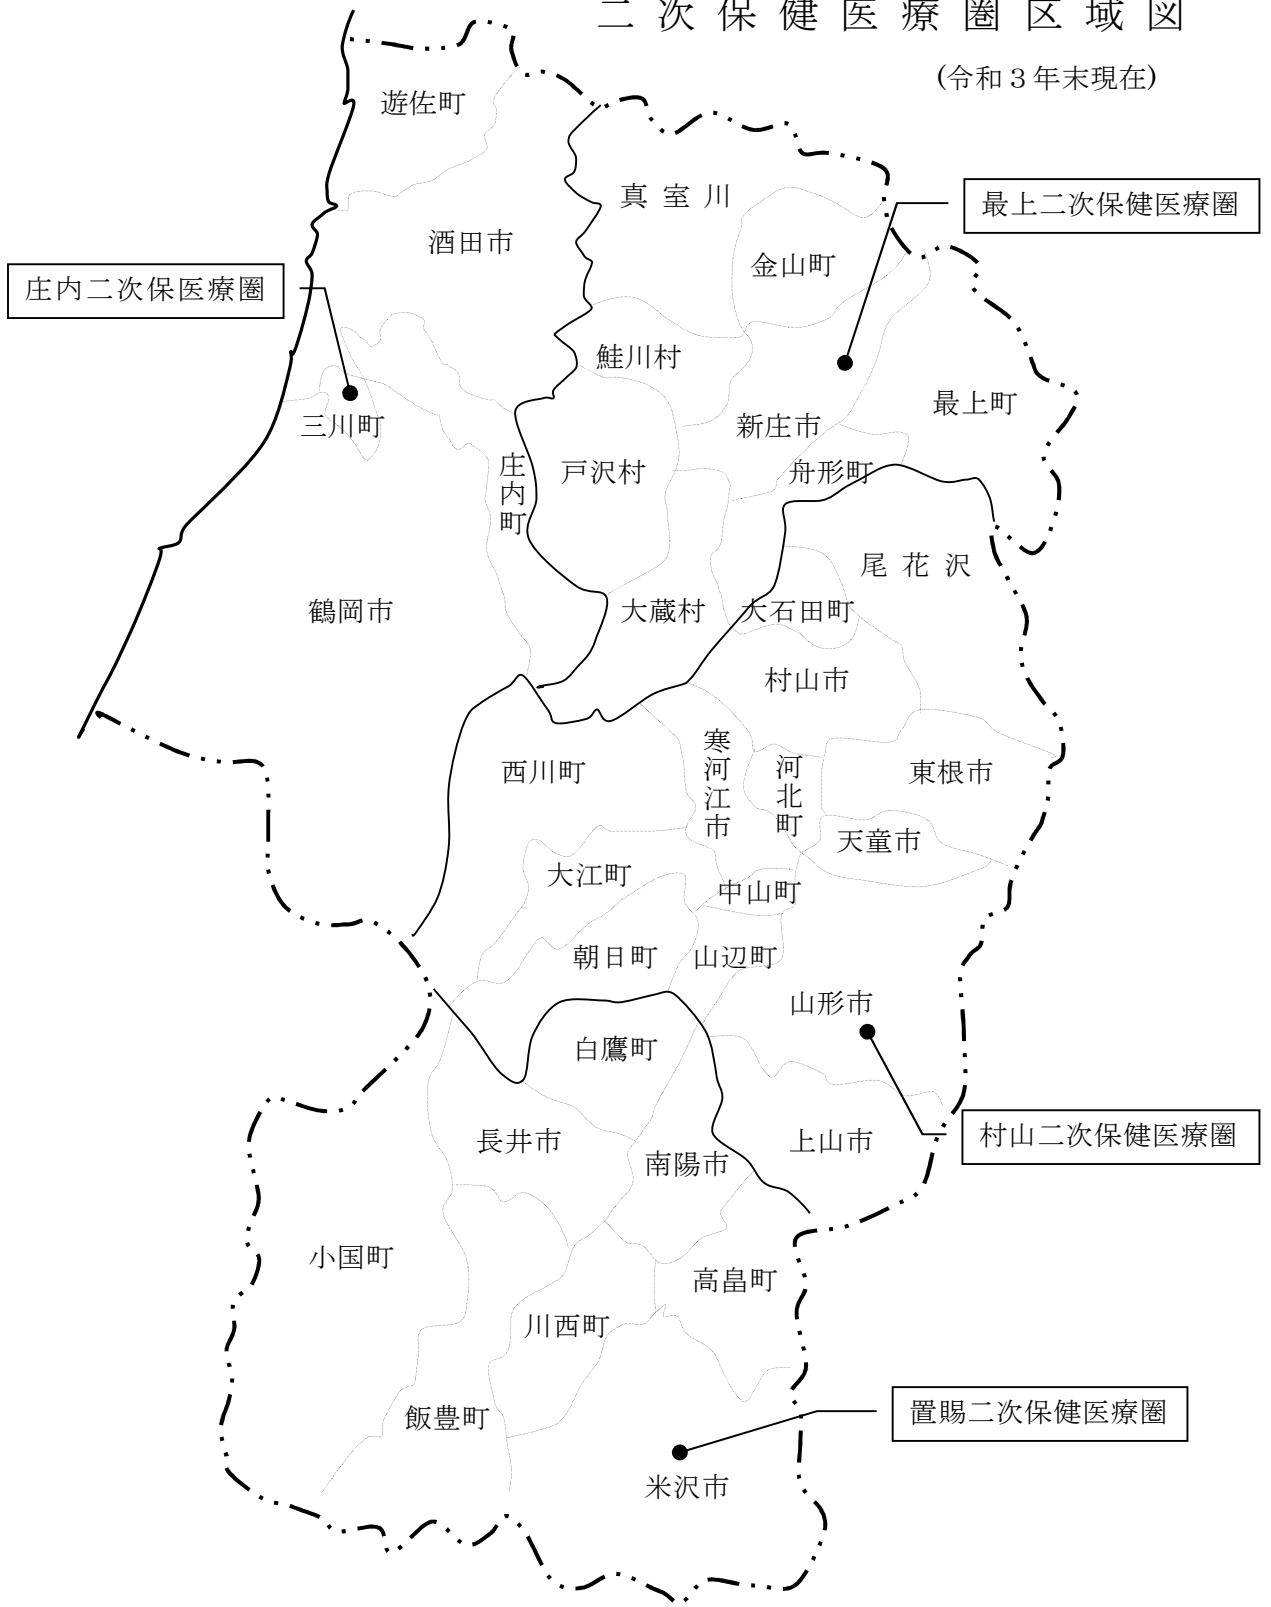 二次保健医療圏区域図
(令和３年末現在)
遊佐町
真室川
最上二次保健医療圏
酒田市
金山町
庄内二次保医療圏
鮭川村
最上町
三川町
新庄市
庄内町
戸沢村
舟形町
尾花沢
鶴岡市
大蔵村
大石田町
村山市
寒河江市
西川町
河北町
東根市
天童市
大江町
中山町
朝日町
山辺町
山形市
白鷹町
長井市
上山市
村山二次保健医療圏
南陽市
小国町
高畠町
川西町
飯豊町
置賜二次保健医療圏
米沢市